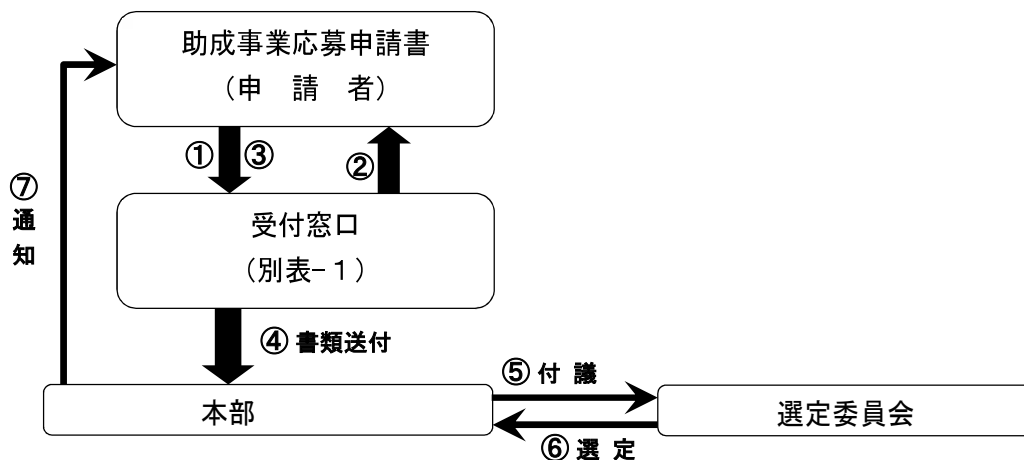 助成事業応募申請書
（申　請　者）
① ③
②
受付窓口
（別表-１）
④ 書類送付
⑦
通
知
本部
⑤ 付 議
選定委員会
⑥ 選 定